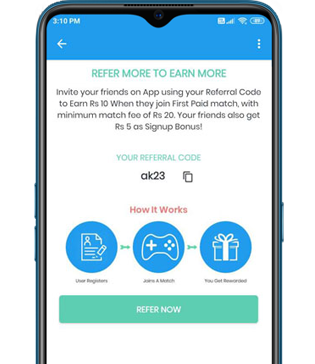 3:10 PM
REFER MORE TO EARN MORE
Invite your friends on App using your Referral Code
to Earn Rs 10 When they join First Paid match, with
minimum match fee of Rs 20. Your friends also get
Rs 5 as Signup Bonus!
YOUR REFERRAL CODE
ak23
How It Works
User Registers Joins A Match You Get Rewarded
REFER NOW